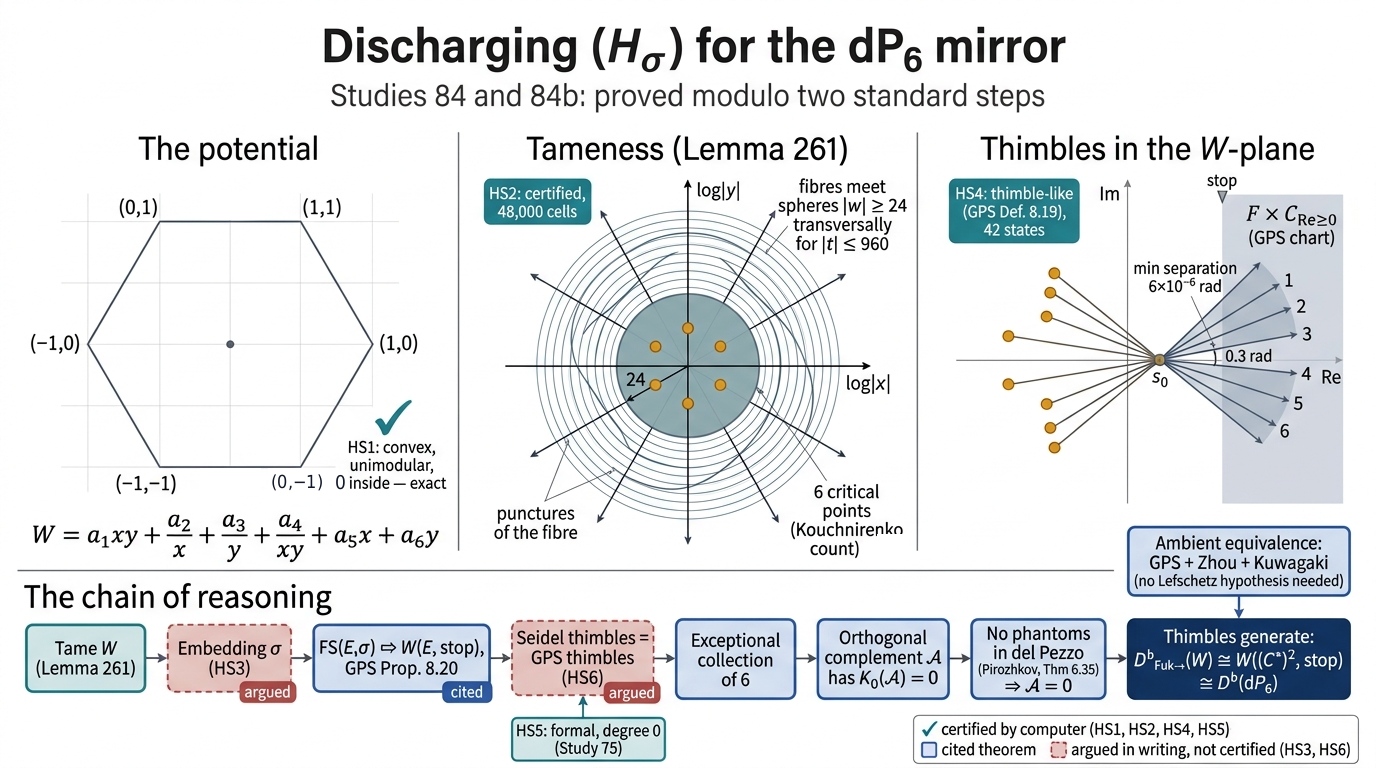 Discharging (H_σ) for the dP₆ mirror
Studies 84 and 84b: proved modulo two standard steps
The potential
(0,1)
(1,1)
(−1,0)
(1,0)
(−1,−1)
(0,−1)
✓
HS1: convex,
unimodular,
0 inside — exact
W = a₁xy + a₂/x + a₃/y + a₄/xy + a₅x + a₆y
Tameness (Lemma 261)
HS2: certified,
48,000 cells
log|y|
fibres meet
spheres |w| ≥ 24
transversally
for |t| ≤ 960
24
log|x|
punctures
of the fibre
6 critical
points
(Kouchnirenko
count)
Thimbles in the W-plane
HS4: thimble-like
(GPS Def. 8.19),
42 states
Im
stop
F × C_Re≥0
(GPS chart)
min separation
6×10⁻⁶ rad
1
2
3
0.3 rad
s₀
4
Re
5
6
Ambient equivalence:
GPS + Zhou + Kuwagaki
(no Lefschetz hypothesis needed)
The chain of reasoning
Tame W
(Lemma 261)
Embedding σ
(HS3)
argued
FS(E,σ) ⇨ W(E, stop),
GPS Prop. 8.20
cited
Seidel thimbles =
GPS thimbles
(HS6)
argued
HS5: formal, degree 0
(Study 75)
Exceptional
collection
of 6
Orthogonal
complement 𝒜
has K₀(𝒜) = 0
No phantoms
in del Pezzo
(Pirozhkov, Thm 6.35)
⇒ 𝒜 = 0
Thimbles generate:
Dᵇ_Fuk→(W) ≅ W((C*)², stop)
≅ Dᵇ(dP₆)
✓ certified by computer (HS1, HS2, HS4, HS5)
cited theorem
argued in writing, not certified (HS3, HS6)